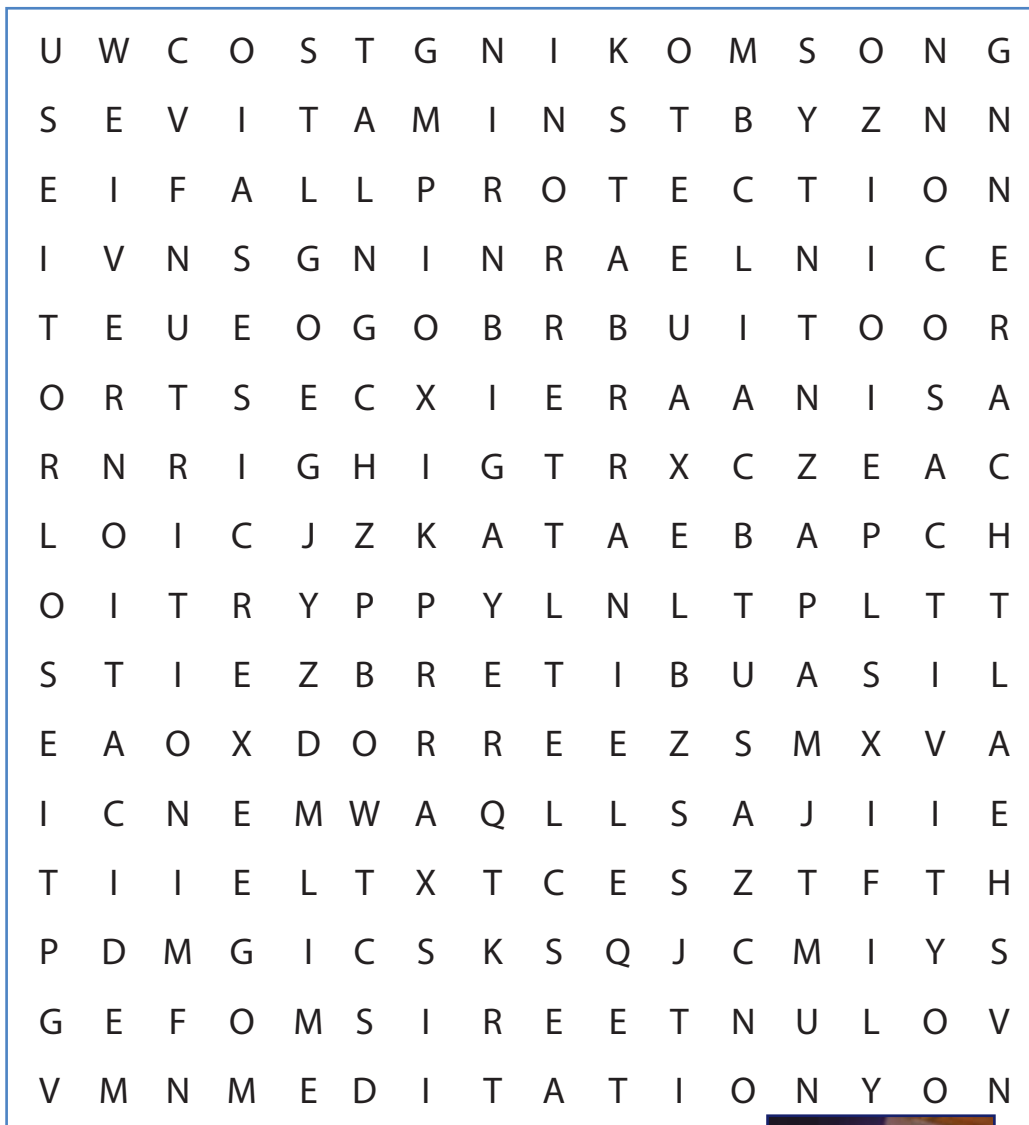 U W C O S T G N I K O M S O N G
S E V I T A M I N S T B Y Z N N
E I F A L L P R O T E C T I O N
I V N S G N I N R A E L N I C E
T E U E O G O B R B U I T O O R
O R T S E C X I E R A A N I S A
R N R I G H I G T R X C Z E A C
L O I C J Z K A T A E B A P C H
O I T R Y P P Y L N L T P L T T
S T I E Z B R E T I B U A S I L
E A O X D O R R E E Z S M X V A
I C N E M W A Q L L S A J I I E
T I I E L T X T C E S Z T F T H
P D M G I C S K S Q J C M I Y S
G E F O M S I R E E T N U L O V
V M N M E D I T A T I O N Y O N